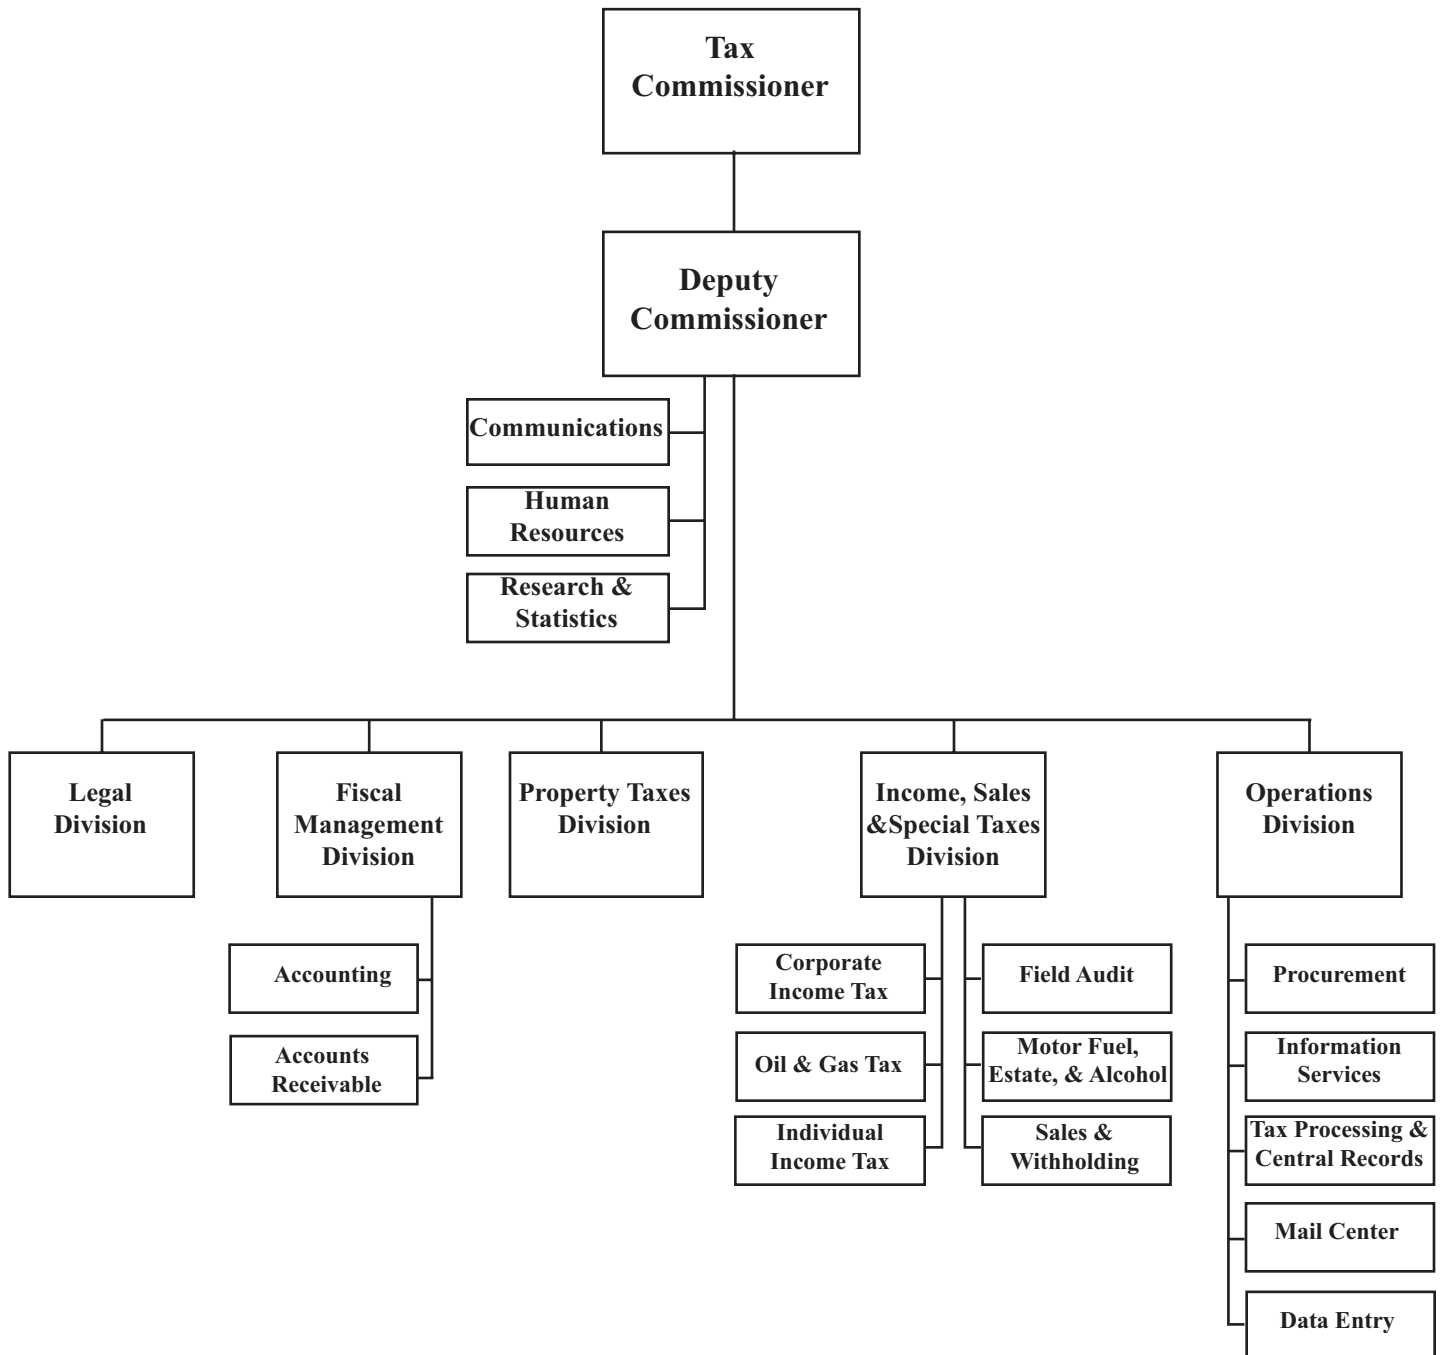 Tax
Commissioner
Deputy
Commissioner
Communications
Human
Resources
Research &
Statistics
Legal
Division
Fiscal
Management
Division
Property Taxes
Division
Income, Sales
&Special Taxes
Division
Operations
Division
Accounting
Accounts
Receivable
Corporate
Income Tax
Oil & Gas Tax
Individual
Income Tax
Field Audit
Motor Fuel,
Estate, & Alcohol
Sales &
Withholding
Procurement
Information
Services
Tax Processing &
Central Records
Mail Center
Data Entry